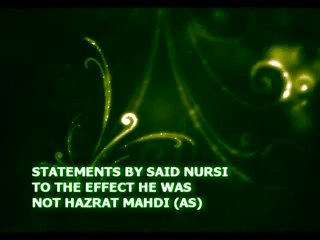 STATEMENTS BY SAID NURSI
TO THE EFFECT HE WAS
NOT HAZRAT MAHDI (AS)